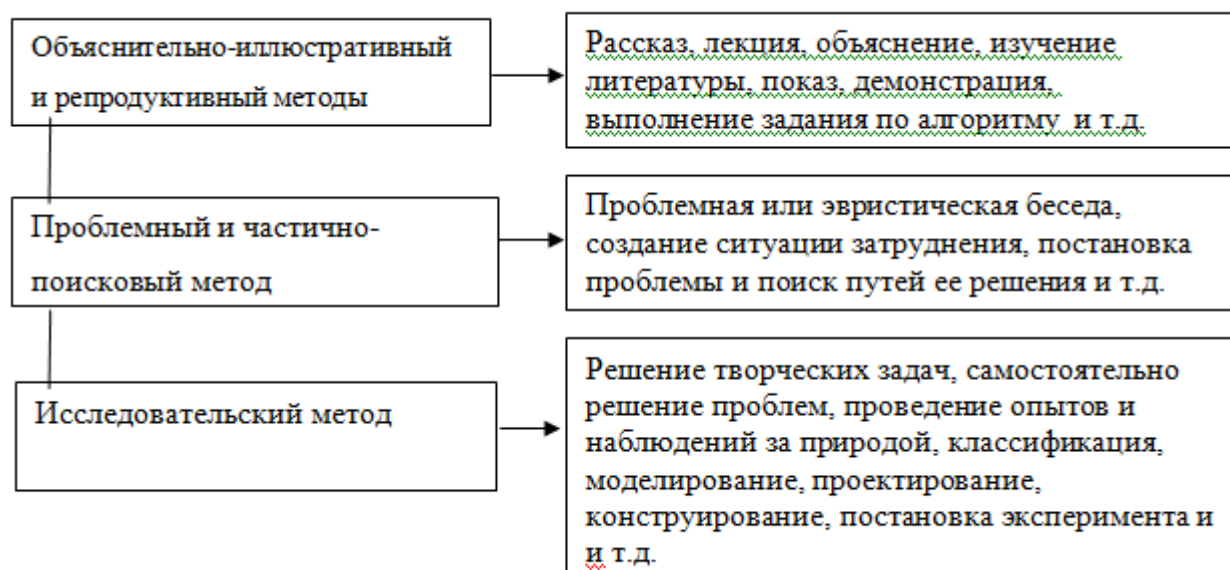 Объяснительно-иллюстративный
и репродуктивный методы
Рассказ, лекция, объяснение, изучение
литературы, показ, демонстрация,
выполнение задания по алгоритму и т.д.
Проблемный и частично-
поисковый метод
Проблемная или эвристическая беседа,
создание ситуации затруднения, постановка
проблемы и поиск путей ее решения и т.д.
Исследовательский метод
Решение творческих задач, самостоятельно
решение проблем, проведение опытов и
наблюдений за природой, классификация,
моделирование, проектирование,
конструирование, постановка эксперимента и
и т.д.